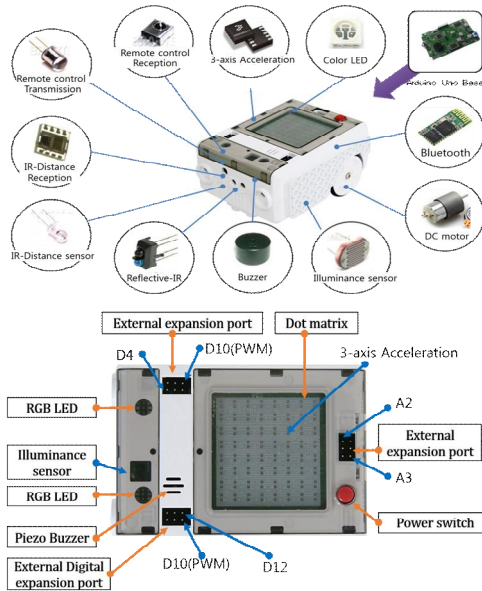 Remote control
Transmission
Remote control
Reception
3-axis Acceleration
Color LED
Arduino Uno Base
IR-Distance
Reception
Bluetooth
IR-Distance sensor
Reflective-IR
Buzzer
Illuminance sensor
DC motor
External expansion port
Dot matrix
D4
D10(PWM)
3-axis Acceleration
RGB LED
A2
External
expansion port
Illuminance
sensor
A3
RGB LED
Power switch
Piezo Buzzer
External Digital
expansion port
D10(PWM)
D12